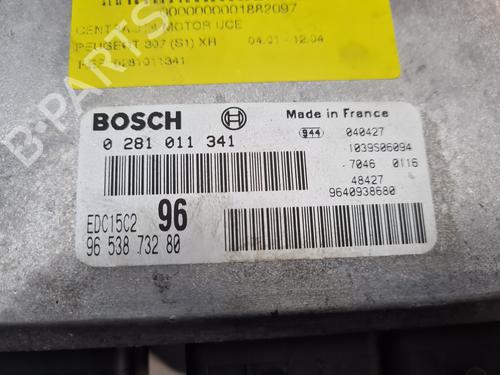 0000000001882097
MOTOR UCE
PEUGEOT 307 (S1) XR 04.01 - 12.04
0281011341
B-PARTS
BOSCH
Made in France
0 281 011 341
944 040427
1039S06094
7046 0116
48427
9640938680
EDC15C2 96
96 538 732 80